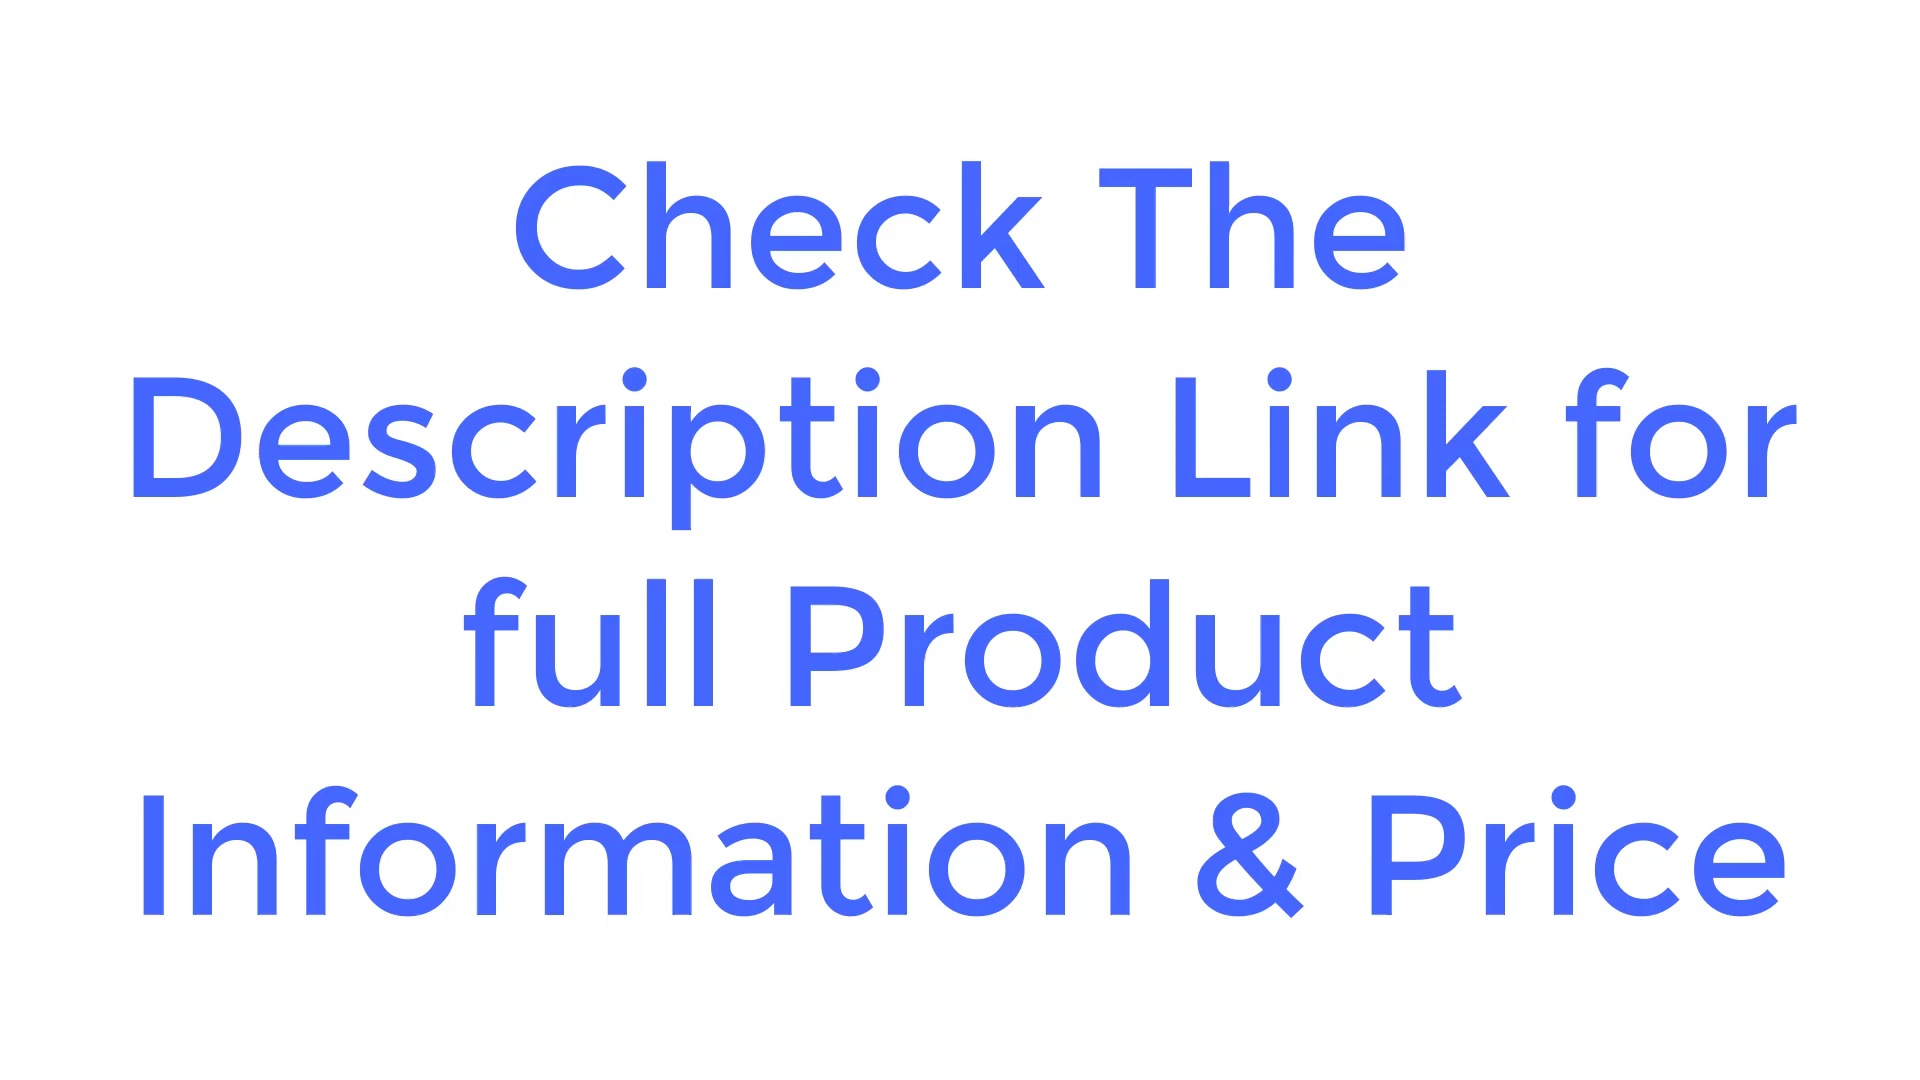 Check The
Description Link for
full Product
Information & Price